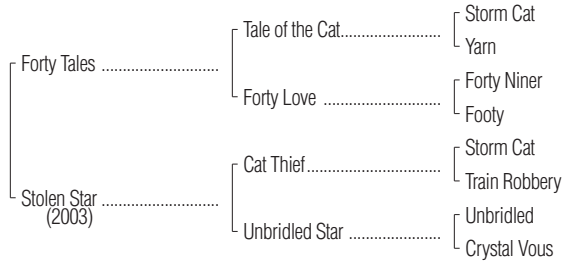 Storm Cat
Tale of the Cat........................
Yarn
Forty Tales ............................
Forty Niner
Forty Love ............................
Footy
Storm Cat
Cat Thief................................
Train Robbery
Stolen Star ............................
(2003)
Unbridled
Unbridled Star ......................
Crystal Vous